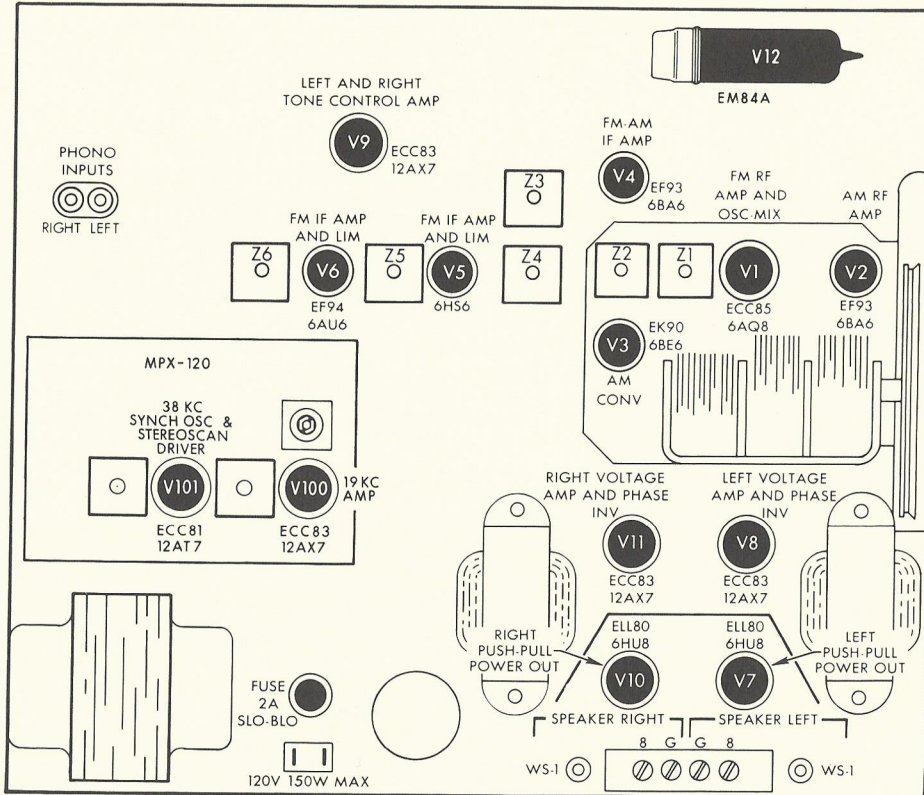 V12
EM84A
LEFT AND RIGHT
TONE CONTROL AMP
V9
ECC83
12AX7
PHONO
INPUTS
RIGHT LEFT
FM-AM
IF AMP
V4
EF93
6BA6
Z3
FM RF
AMP AND
OSC-MIX
AM RF
AMP
FM IF AMP
AND LIM
FM IF AMP
AND LIM
Z6
V6
Z5
V5
Z4
Z2
Z1
V1
V2
EF94
6AU6
6HS6
ECC85
6AQ8
EF93
6BA6
V3
EK90
6BE6
AM
CONV
MPX-120
38 KC
SYNCH OSC &
STEREOSCAN
DRIVER
V101
V100
19 KC
AMP
ECC81
12AT7
ECC83
12AX7
RIGHT VOLTAGE
AMP AND PHASE
INV
LEFT VOLTAGE
AMP AND PHASE
INV
V11
V8
ECC83
12AX7
ECC83
12AX7
RIGHT
PUSH-PULL
POWER OUT
ELL80
6HU8
ELL80
6HU8
LEFT
PUSH-PULL
POWER OUT
V10
V7
FUSE
2A
SLO-BLO
120V 150W MAX
SPEAKER RIGHT
SPEAKER LEFT
8 G G 8
WS-1
WS-1